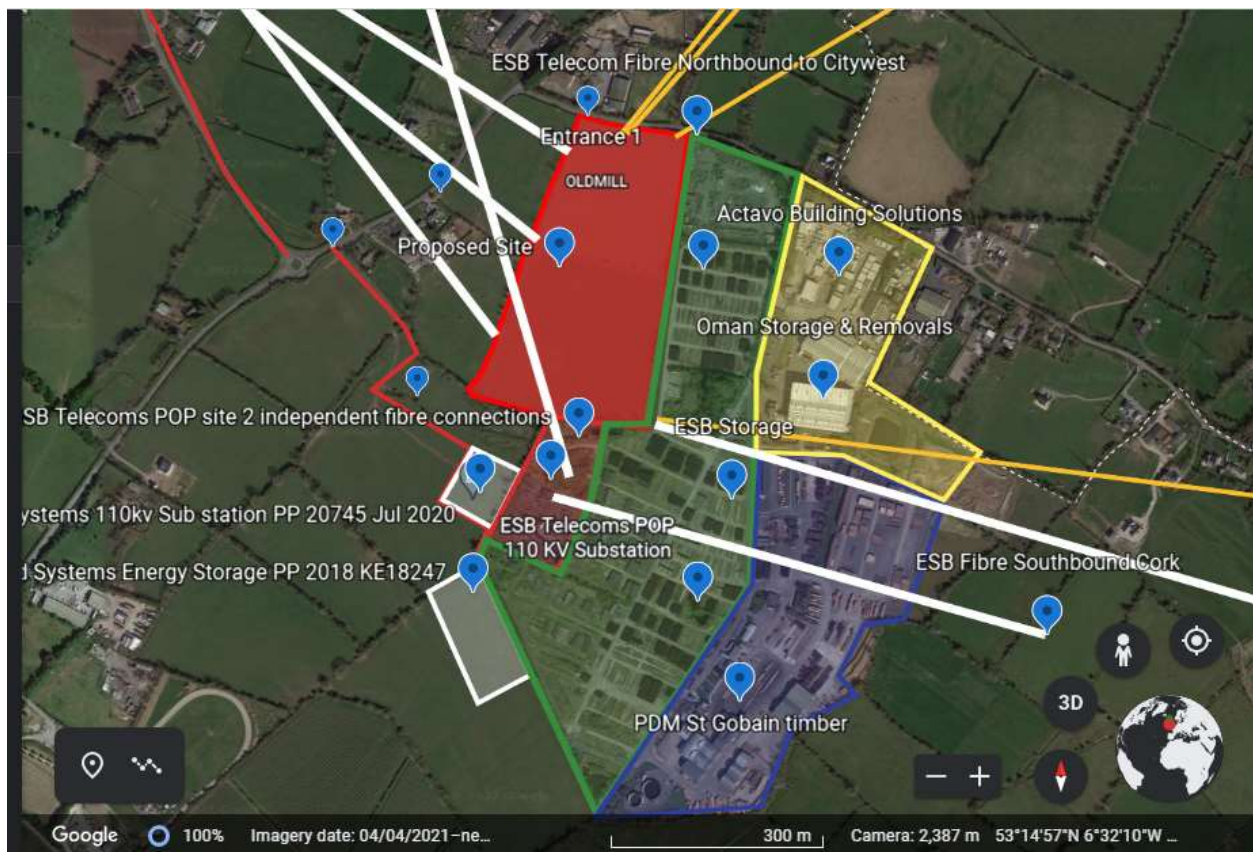 ESB Telecom Fibre Northbound to Citywest
Entrance 1
OLDMILL
Actavo Building Solutions
Proposed Site
Oman Storage & Removals
SB Telecoms POP site 2 independent fibre connections
ESB Storage
ystems 110kv Sub station PP 20745 Jul 2020
ESB Telecoms POP
110 KV Substation
d Systems Energy Storage PP 2018 KE18247
ESB Fibre Southbound Cork
PDM St Gobain timber
3D
Google
100%
Imagery date: 04/04/2021–ne...
300 m
Camera: 2,387 m
53°14'57"N 6°32'10"W ...